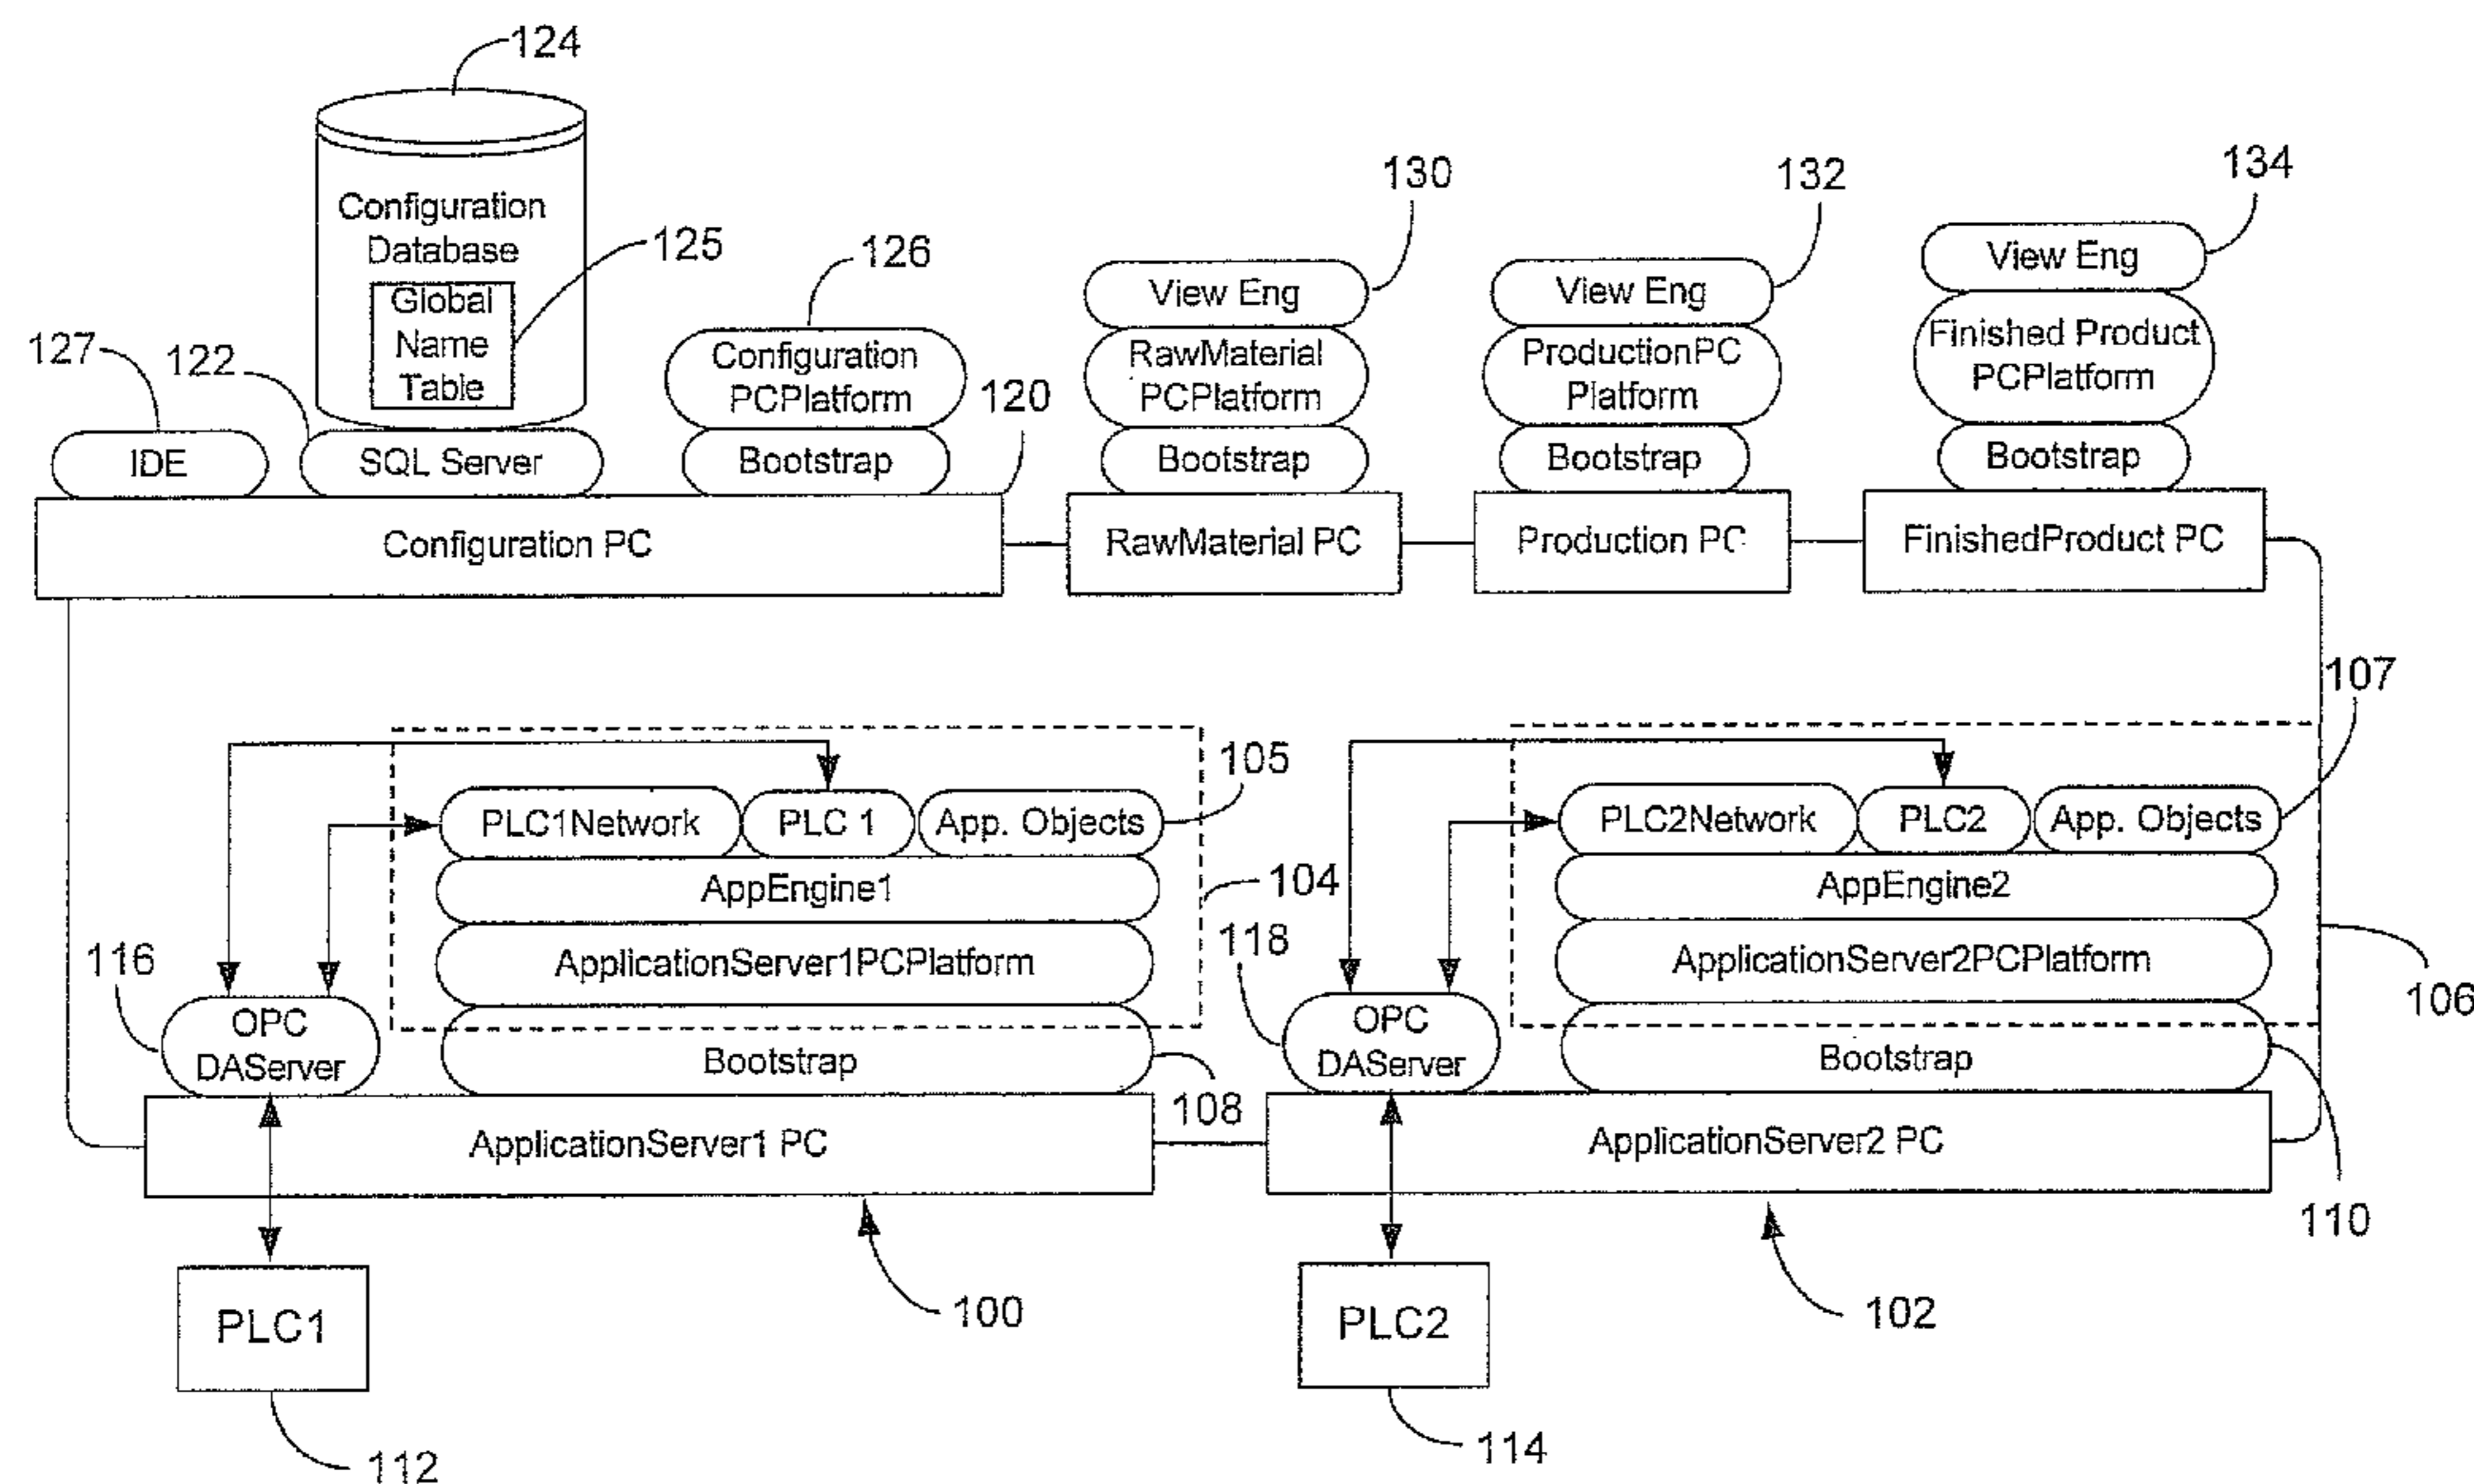 124
Configuration
Database
125
Global
Name
Table
127
122
126
130
132
134
View Eng
View Eng
View Eng
Configuration
PCPlatform
120
RawMaterial
PCPlatform
ProductionPC
Platform
Finished Product
PCPlatform
IDE
SQL Server
Bootstrap
Bootstrap
Bootstrap
Bootstrap
Configuration PC
RawMaterial PC
Production PC
FinishedProduct PC
107
105
PLC1Network
PLC 1
App. Objects
PLC2Network
PLC2
App. Objects
AppEngine1
104
AppEngine2
116
118
ApplicationServer1PCPlatform
ApplicationServer2PCPlatform
106
OPC
DAServer
Bootstrap
OPC
DAServer
Bootstrap
108
110
ApplicationServer1 PC
ApplicationServer2 PC
PLC1
100
PLC2
102
112
114